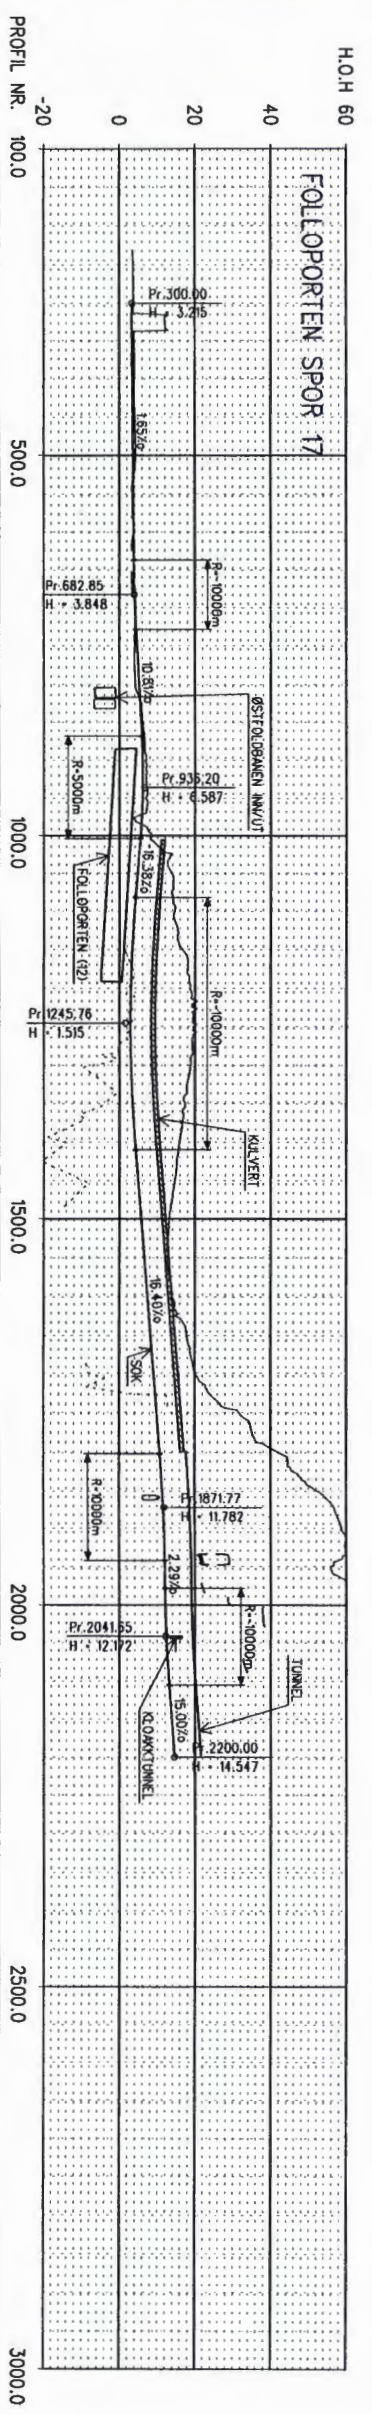 FOLLOPORTEN SPOR 17
H.O.H 60
40
20
0
-20
PROFIL NR.
100.0
500.0
1000.0
1500.0
2000.0
2500.0
3000.0
Pr.300.00
H = 3.215
1.65‰
R=-10000m
Pr.682.85
H = 3.848
10.81‰
ØSTFOLDBANEN INN/UT
R=5000m
Pr.936.20
H = 6.587
-16.38‰
FOLLOPORTEN (12)
R=-10000m
Pr.1245.76
H = 1.515
KULVERT
16.40‰
SOK
R=10000m
Pr.1871.77
H = 11.782
2.29‰
R=-10000m
Pr.2041.65
H = 12.172
KLOAKKTUNNEL
15.00‰
TUNNEL
Pr.2200.00
H = 14.547